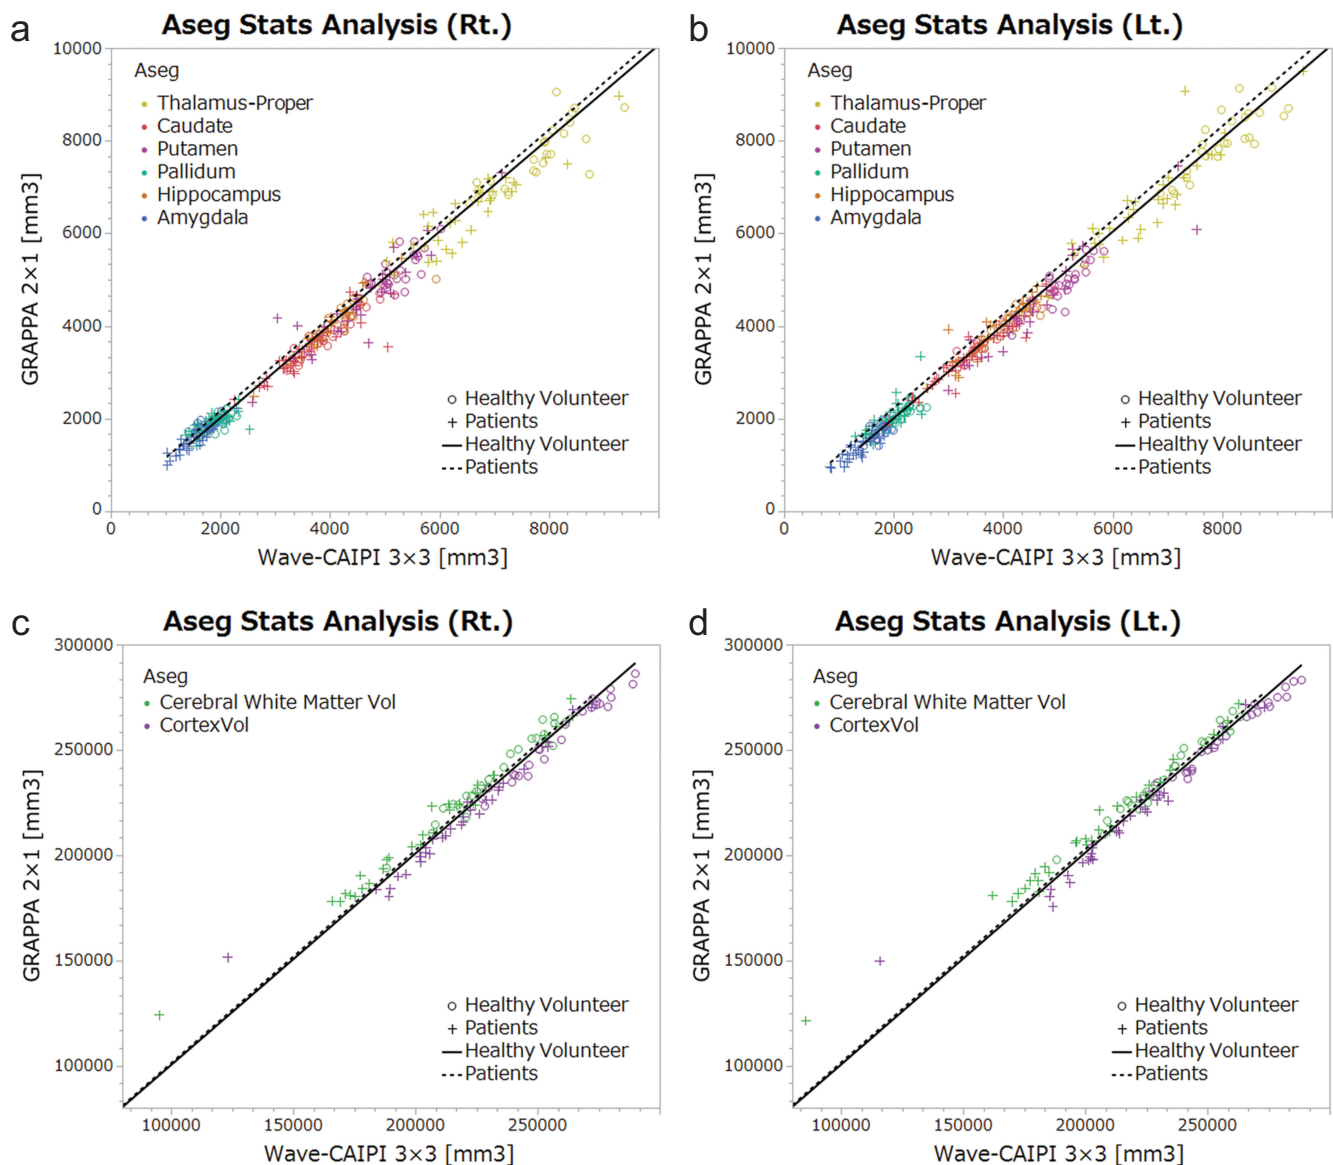 a
Aseg Stats Analysis (Rt.)
10000
8000
6000
4000
2000
0
GRAPPA 2×1 [mm3]
Aseg
Thalamus-Proper
Caudate
Putamen
Pallidum
Hippocampus
Amygdala
Healthy Volunteer
Patients
Healthy Volunteer
Patients
0 2000 4000 6000 8000
Wave-CAIPI 3×3 [mm3]
b
Aseg Stats Analysis (Lt.)
10000
8000
6000
4000
2000
0
GRAPPA 2×1 [mm3]
Aseg
Thalamus-Proper
Caudate
Putamen
Pallidum
Hippocampus
Amygdala
Healthy Volunteer
Patients
Healthy Volunteer
Patients
0 2000 4000 6000 8000
Wave-CAIPI 3×3 [mm3]
c
Aseg Stats Analysis (Rt.)
300000
250000
200000
150000
100000
GRAPPA 2×1 [mm3]
Aseg
Cerebral White Matter Vol
CortexVol
Healthy Volunteer
Patients
Healthy Volunteer
Patients
100000 150000 200000 250000
Wave-CAIPI 3×3 [mm3]
d
Aseg Stats Analysis (Lt.)
300000
250000
200000
150000
100000
GRAPPA 2×1 [mm3]
Aseg
Cerebral White Matter Vol
CortexVol
Healthy Volunteer
Patients
Healthy Volunteer
Patients
100000 150000 200000 250000
Wave-CAIPI 3×3 [mm3]